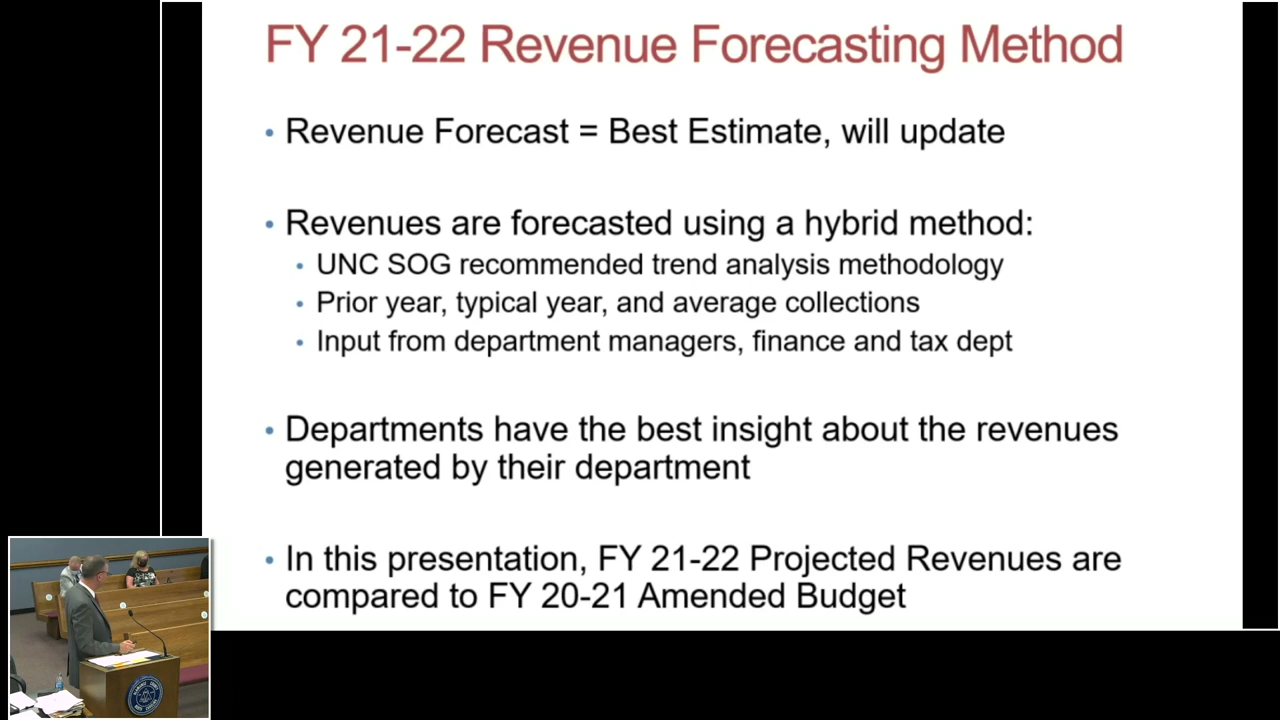 FY 21-22 Revenue Forecasting Method
• Revenue Forecast = Best Estimate, will update
• Revenues are forecasted using a hybrid method:
• UNC SOG recommended trend analysis methodology
• Prior year, typical year, and average collections
• Input from department managers, finance and tax dept
• Departments have the best insight about the revenues
generated by their department
• In this presentation, FY 21-22 Projected Revenues are
compared to FY 20-21 Amended Budget